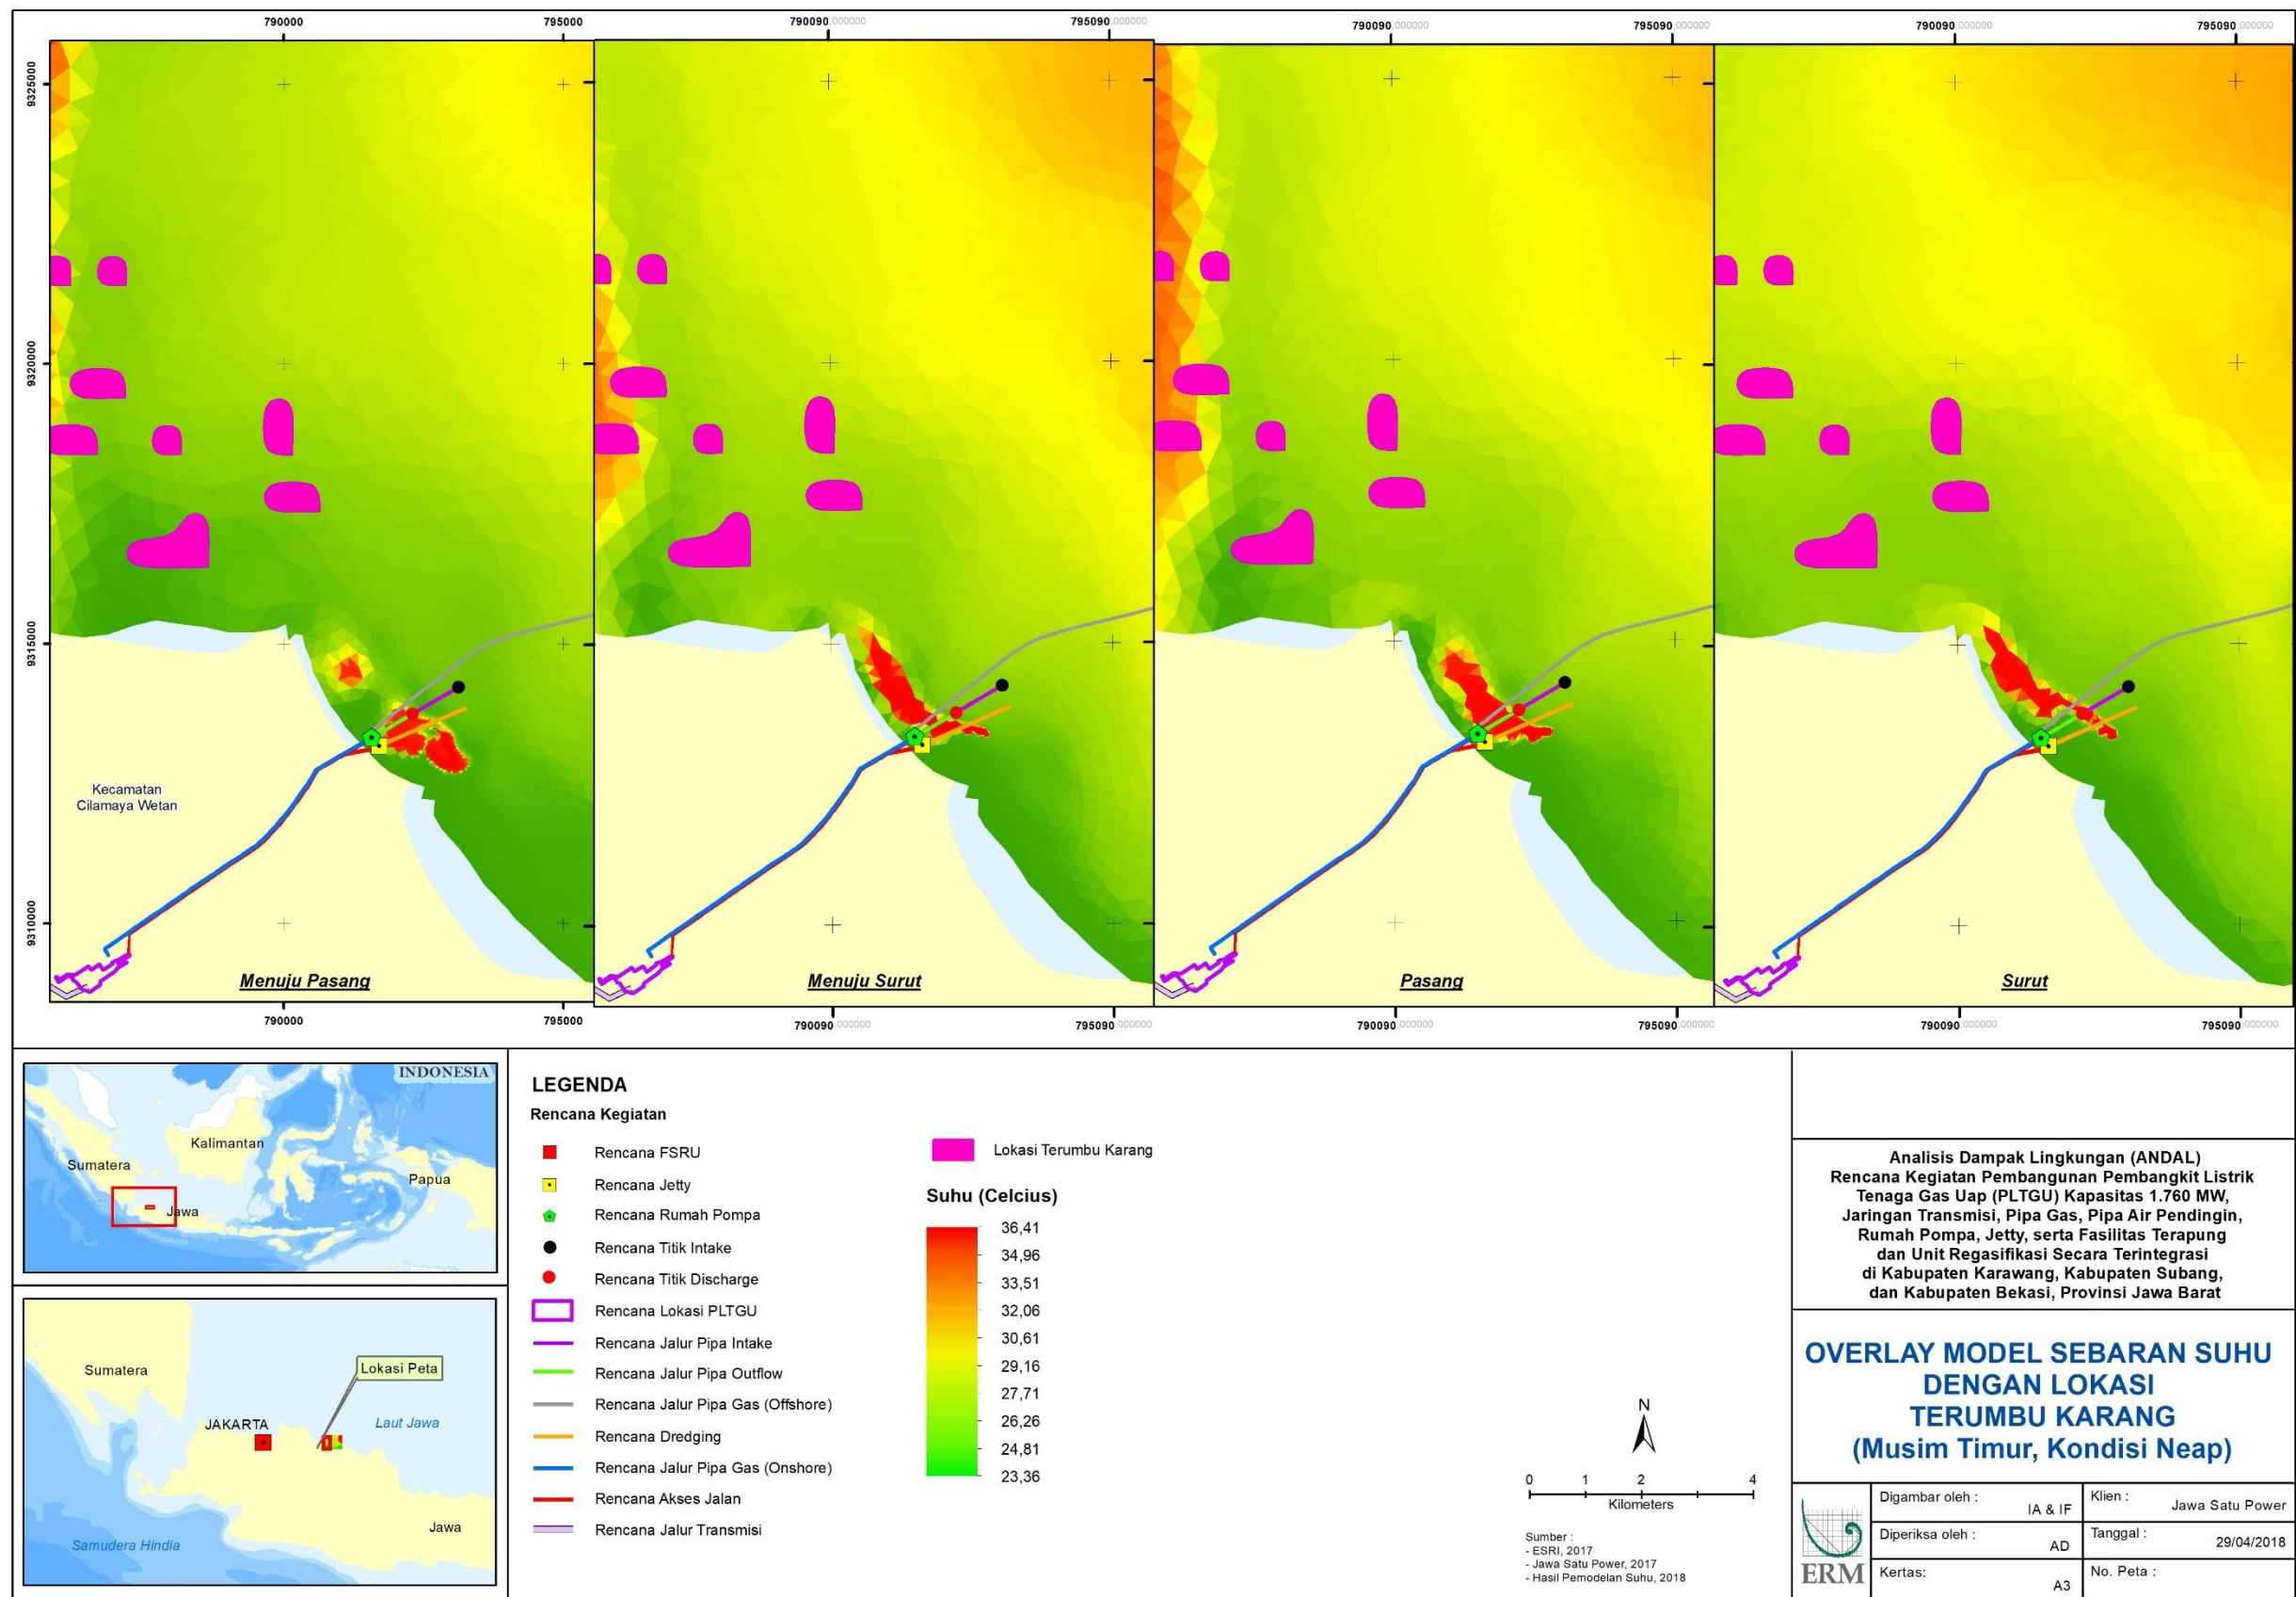 790000
795000
790090.000000
795090.000000
790090.000000
795090.000000
790090.000000
795090.000000
9325000
9320000
9315000
9310000
Kecamatan
Cilamaya Wetan
Menuju Pasang
Menuju Surut
Pasang
Surut
790000
795000
790090.000000
795090.000000
790090.000000
795090.000000
790090.000000
795090.000000
INDONESIA
Kalimantan
Sumatera
Papua
Jawa
Sumatera
Lokasi Peta
JAKARTA
Laut Jawa
Jawa
Samudera Hindia
LEGENDA
Rencana Kegiatan
Rencana FSRU
Rencana Jetty
Rencana Rumah Pompa
Rencana Titik Intake
Rencana Titik Discharge
Rencana Lokasi PLTGU
Rencana Jalur Pipa Intake
Rencana Jalur Pipa Outflow
Rencana Jalur Pipa Gas (Offshore)
Rencana Dredging
Rencana Jalur Pipa Gas (Onshore)
Rencana Akses Jalan
Rencana Jalur Transmisi
Lokasi Terumbu Karang
Suhu (Celcius)
36,41
34,96
33,51
32,06
30,61
29,16
27,71
26,26
24,81
23,36
N
0 1 2 4
Kilometers
Sumber :
- ESRI, 2017
- Jawa Satu Power, 2017
- Hasil Pemodelan Suhu, 2018
Analisis Dampak Lingkungan (ANDAL)
Rencana Kegiatan Pembangunan Pembangkit Listrik
Tenaga Gas Uap (PLTGU) Kapasitas 1.760 MW,
Jaringan Transmisi, Pipa Gas, Pipa Air Pendingin,
Rumah Pompa, Jetty, serta Fasilitas Terapung
dan Unit Regasifikasi Secara Terintegrasi
di Kabupaten Karawang, Kabupaten Subang,
dan Kabupaten Bekasi, Provinsi Jawa Barat
OVERLAY MODEL SEBARAN SUHU
DENGAN LOKASI
TERUMBU KARANG
(Musim Timur, Kondisi Neap)
ERM
Digambar oleh :
IA & IF
Klien :
Jawa Satu Power
Diperiksa oleh :
AD
Tanggal :
29/04/2018
Kertas:
A3
No. Peta :